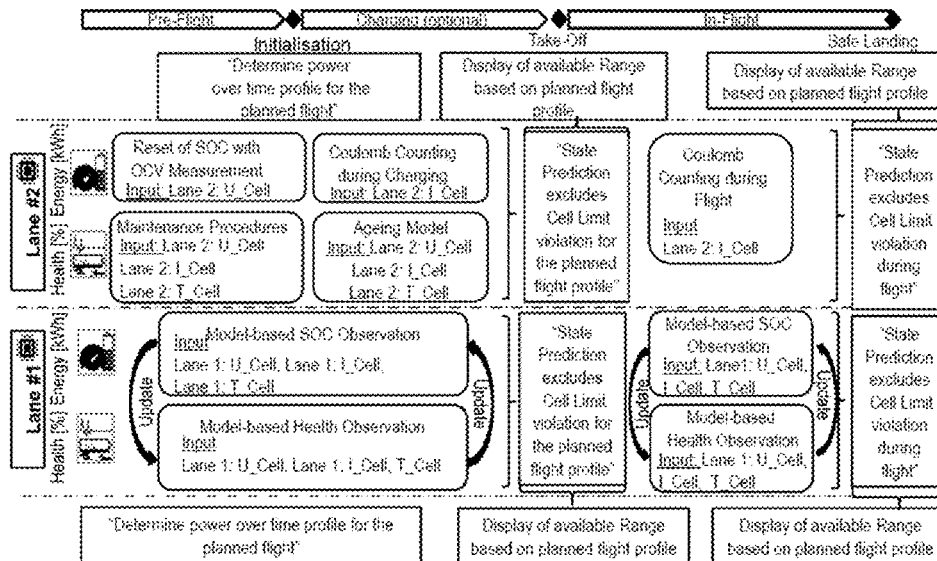 Pre-Flight
Charging (optional)
In-Flight
Initialisation
Take-Off
Safe Landing
"Determine power
over time profile for the
planned flight"
Display of available Range
based on planned flight
profile
Display of available Range
based on planned flight profile
Lane #2
Energy [kWh]
Health [%]
Reset of SOC with
OCV Measurement
Input: Lane 2: U_Cell
Coulomb Counting
during Charging
Input: Lane 2: I_Cell
Maintenance Procedures
Input: Lane 2: U_Cell
Lane 2: I_Cell
Lane 2: T_Cell
Ageing Model
Input: Lane 2: U_Cell
Lane 2: I_Cell
Lane 2: T_Cell
"State
Prediction
excludes
Cell Limit
violation for
the planned
flight profile"
Coulomb
Counting during
Flight
Input
Lane 2: I_Cell
"State
Prediction
excludes
Cell Limit
violation
during
flight"
Lane #1
Energy [kWh]
Health [%]
Update
Model-based SOC Observation
Input
Lane 1: U_Cell, Lane 1: I_Cell,
Lane 1: T_Cell
Model-based Health Observation
Input
Lane 1: U_Cell, Lane 1: I_Cell, T_Cell
Update
"State
Prediction
excludes
Cell Limit
violation for
the planned
flight profile"
Update
Model-based SOC
Observation
Input: Lane1: U_Cell,
I_Cell, T_Cell
Model-based
Health Observation
Input: Lane 1: U_Cell,
I_Cell, T_Cell
Update
"State
Prediction
excludes
Cell Limit
violation
during
flight"
"Determine power over time profile for the
planned flight"
Display of available Range
based on planned flight profile
Display of available Range
based on planned flight profile